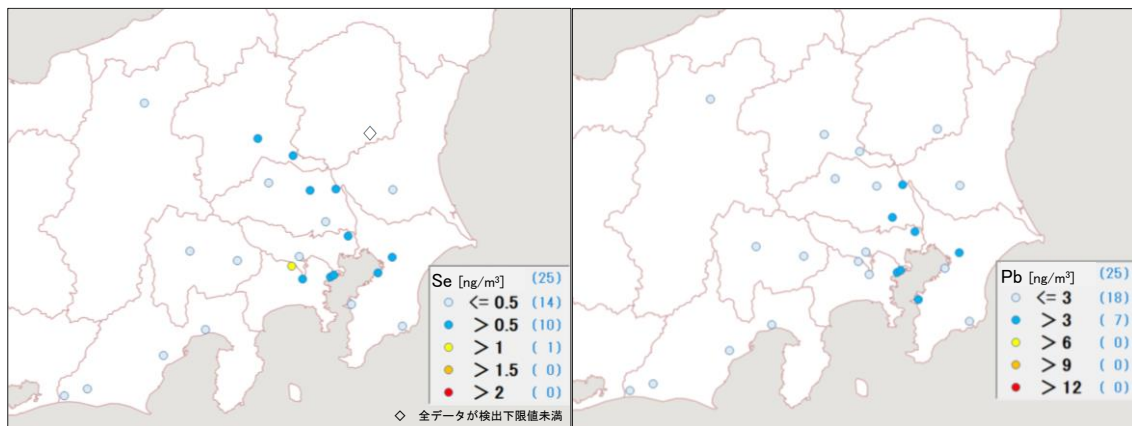 Se [ng/m³] (25)
<= 0.5 (14)
> 0.5 (10)
> 1 ( 1)
> 1.5 ( 0)
> 2 ( 0)
◇ 全データが検出下限値未満
Pb [ng/m³] (25)
<= 3 (18)
> 3 ( 7)
> 6 ( 0)
> 9 ( 0)
> 12 ( 0)